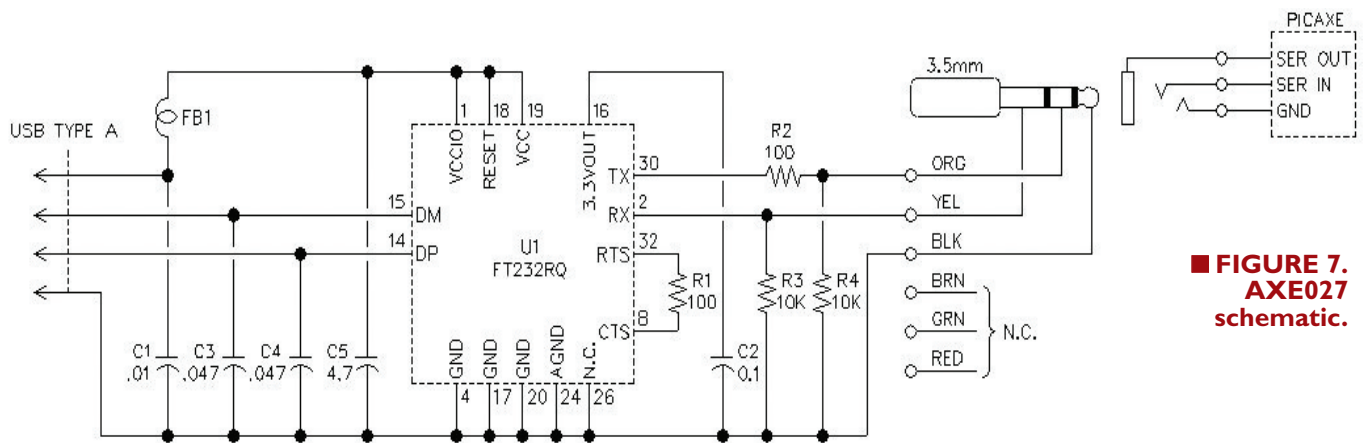 PICAXE
SER OUT
SER IN
GND
3.5mm
USB TYPE A
FB1
1
18
19
16
VCCIO
RESET
VCC
3.3VOUT
15
DM
14
DP
U1
FT232RQ
TX
30
RX
2
RTS
32
CTS
8
R2
100
R1
100
R3
10K
R4
10K
ORG
YEL
BLK
BRN
GRN
RED
N.C.
C1
.01
C3
.047
C4
.047
C5
4.7
GND
GND
GND
AGND
N.C.
4
17
20
24
26
C2
0.1
■ FIGURE 7.
AXE027
schematic.